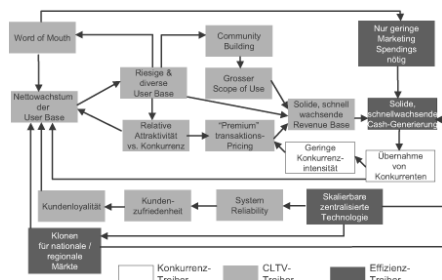 Word of Mouth
Community
Building
Nur geringe
Marketing
Spendings
nötig
Riesige &
diverse
User Base
Grosser
Scope of Use
Nettowachstum
der
User Base
Solide, schnell
wachsende
Revenue Base
Solide,
schnellwachsende
Cash-Generierung
Relative
Attraktivität
vs. Konkurrenz
"Premium"
transaktions-
Pricing
Geringe
Konkurrenz-
intensität
Übernahme
von
Konkurrenten
Kundenloyalität
Kunden-
zufriedenheit
System
Reliability
Skalierbare
zentralisierte
Technologie
Klonen
für nationale /
regionale
Märkte
Konkurrenz-
Treiber
CLTV-
Treiber
Effizienz-
Treiber